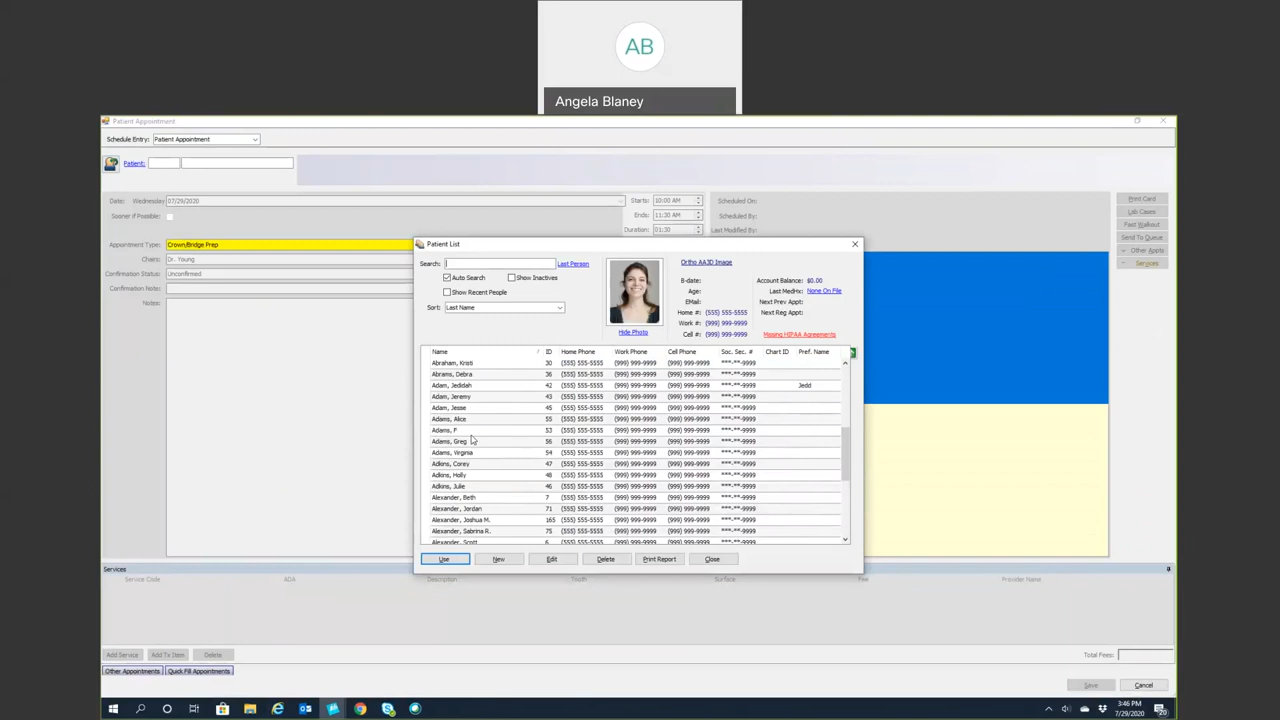 AB
Angela Blaney
Patient Appointment
Schedule Entry: Patient Appointment
Patient:
Date: Wednesday 07/29/2020 Starts: 10:00 AM Scheduled On:
Sooner if Possible: Ends: 11:30 AM Scheduled By:
Duration: 01:30 Last Modified By:
Print Card
Lab Cases
Fast Walkout
Send To Queue
Other Appts
Services
Appointment Type: Crown/Bridge Prep
Chairs: Dr. Young
Confirmation Status: Unconfirmed
Confirmation Note:
Notes:
Patient List
Search: Last Person
Auto Search Show Inactives
Show Recent People
Sort: Last Name
Hide Photo
Ortho AA3D Image
B-date: Account Balance: $0.00
Age: Last MedHx: None On File
EMail: Next Prev Appt:
Home #: (555) 555-5555 Next Reg Appt:
Work #: (999) 999-9999
Cell #: (999) 999-9999 Missing HIPAA Agreements
Name ID Home Phone Work Phone Cell Phone Soc. Sec. # Chart ID Pref. Name
Abraham, Kristi 30 (555) 555-5555 (999) 999-9999 (999) 999-9999 ***-**-9999
Abrams, Debra 36 (555) 555-5555 (999) 999-9999 (999) 999-9999 ***-**-9999
Adam, Jedidah 42 (555) 555-5555 (999) 999-9999 (999) 999-9999 ***-**-9999 Jedd
Adam, Jeremy 43 (555) 555-5555 (999) 999-9999 (999) 999-9999 ***-**-9999
Adam, Jesse 45 (555) 555-5555 (999) 999-9999 (999) 999-9999 ***-**-9999
Adams, Alice 55 (555) 555-5555 (999) 999-9999 (999) 999-9999 ***-**-9999
Adams, F 53 (555) 555-5555 (999) 999-9999 (999) 999-9999 ***-**-9999
Adams, Greg 56 (555) 555-5555 (999) 999-9999 (999) 999-9999 ***-**-9999
Adams, Virginia 54 (555) 555-5555 (999) 999-9999 (999) 999-9999 ***-**-9999
Adkins, Corey 47 (555) 555-5555 (999) 999-9999 (999) 999-9999 ***-**-9999
Adkins, Holly 48 (555) 555-5555 (999) 999-9999 (999) 999-9999 ***-**-9999
Adkins, Julie 46 (555) 555-5555 (999) 999-9999 (999) 999-9999 ***-**-9999
Alexander, Beth 7 (555) 555-5555 (999) 999-9999 (999) 999-9999 ***-**-9999
Alexander, Jordan 71 (555) 555-5555 (999) 999-9999 (999) 999-9999 ***-**-9999
Alexander, Joshua M. 165 (555) 555-5555 (999) 999-9999 (999) 999-9999 ***-**-9999
Alexander, Sabrina R. 75 (555) 555-5555 (999) 999-9999 (999) 999-9999 ***-**-9999
Alexander, Scott 6 (555) 555-5555 (999) 999-9999 (999) 999-9999 ***-**-9999
Use New Edit Delete Print Report Close
Services
Service Code ADA Description Tooth Surface Fee Provider Name
Add Service Add Tx Item Delete Total Fees:
Other Appointments Quick Fill Appointments
Save Cancel
3:46 PM
7/29/2020
20